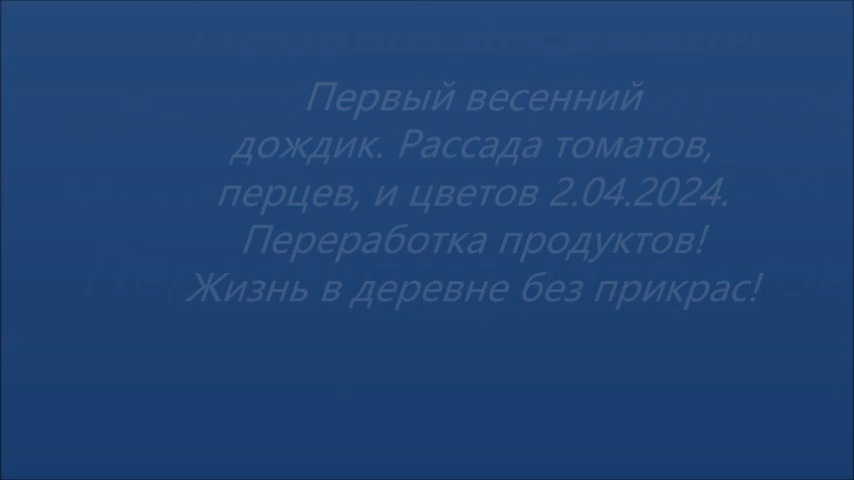 Первый весенний
дождик. Рассада томатов,
перцев, и цветов 2.04.2024.
Переработка продуктов!
Жизнь в деревне без прикрас!